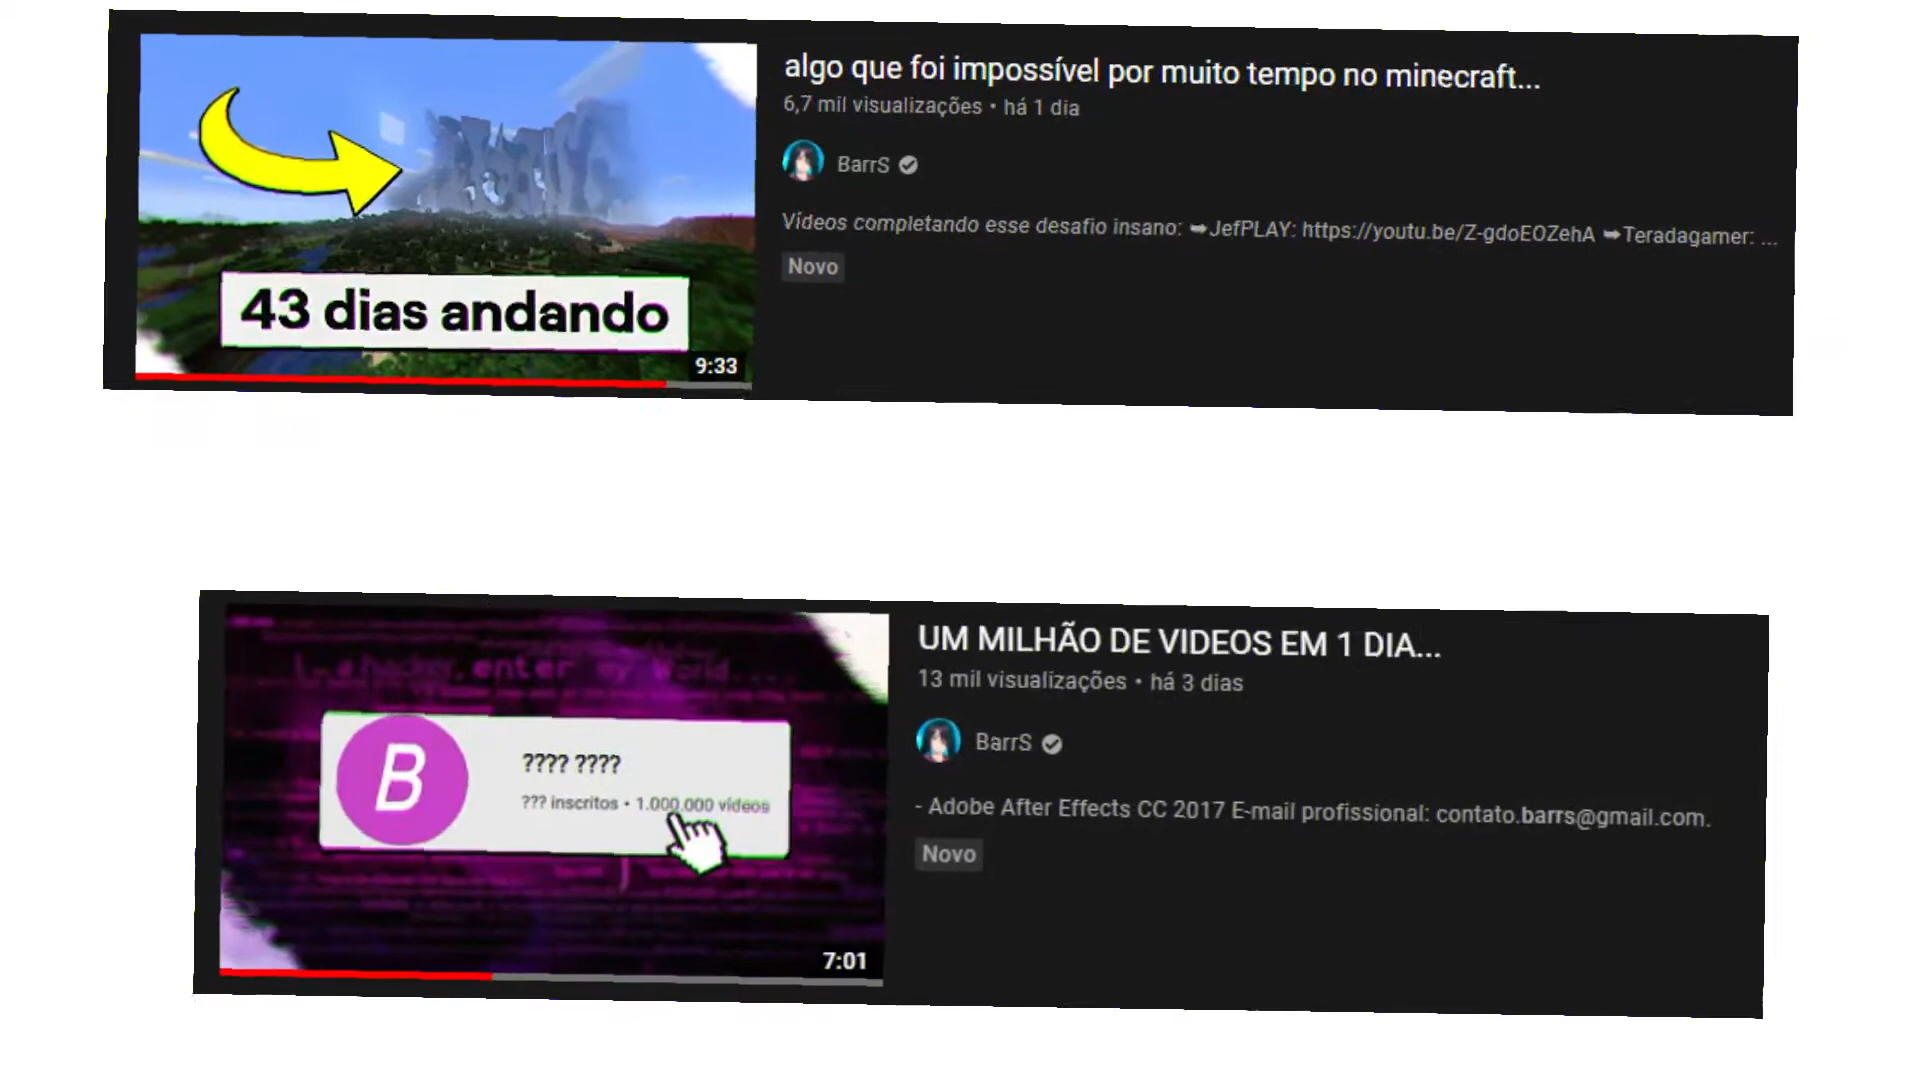 algo que foi impossível por muito tempo no minecraft...
6,7 mil visualizações • há 1 dia
BarrS
Vídeos completando esse desafio insano: ➥JefPLAY: https://youtu.be/Z-gdoEOZehA ➥Teradagamer: ...
Novo
43 dias andando
9:33
UM MILHÃO DE VIDEOS EM 1 DIA...
13 mil visualizações • há 3 dias
BarrS
- Adobe After Effects CC 2017 E-mail profissional: contato.barrs@gmail.com.
Novo
enter my world...
B
???? ????
??? inscritos • 1.000.000 vídeos
7:01